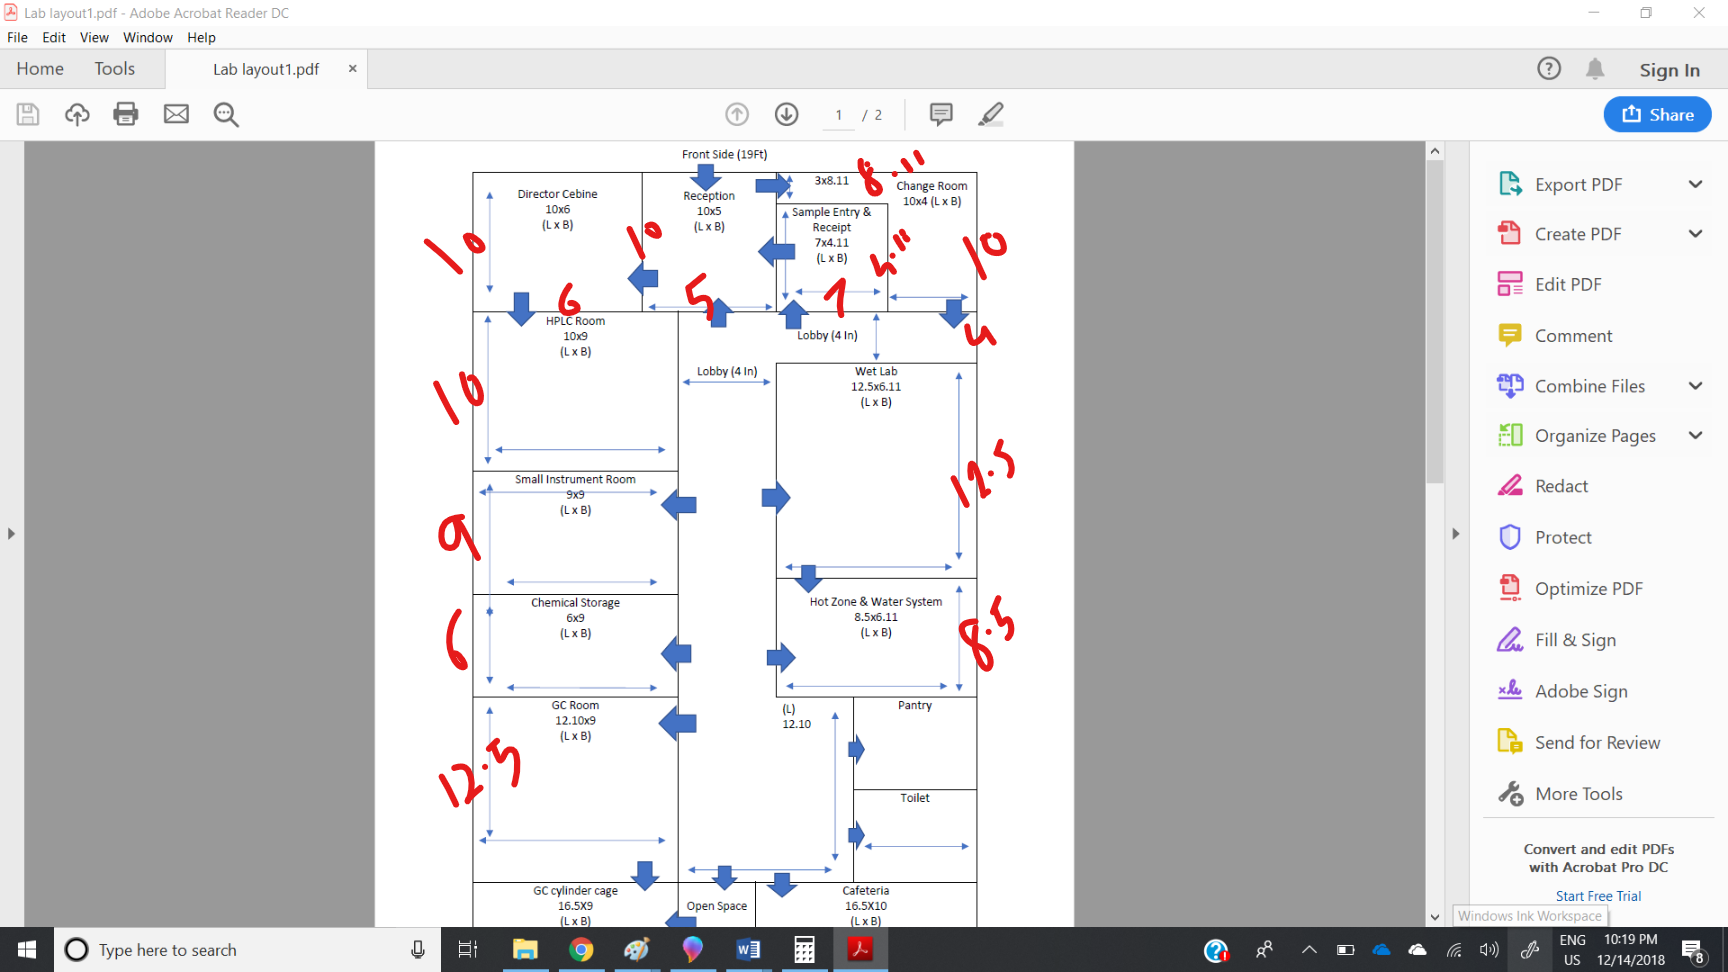 Lab layout1.pdf - Adobe Acrobat Reader DC
File Edit View Window Help
Home Tools Lab layout1.pdf × Sign In
1 / 2 Share
Front Side (19Ft)
Director Cebine
10x6
(L x B)
Reception
10x5
(L x B)
3x8.11
8.11
Change Room
10x4 (L x B)
Sample Entry &
Receipt
7x4.11
(L x B)
10
10
10
6
5
7
4
HPLC Room
10x9
(L x B)
Lobby (4 In)
Lobby (4 In)
Wet Lab
12.5x6.11
(L x B)
10
12.5
Small Instrument Room
9x9
(L x B)
9
Chemical Storage
6x9
(L x B)
6
Hot Zone & Water System
8.5x6.11
(L x B)
8.5
GC Room
12.10x9
(L x B)
12.5
(L)
12.10
Pantry
Toilet
GC cylinder cage
16.5X9
(L x B)
Open Space
Cafeteria
16.5X10
(L x B)
Export PDF
Create PDF
Edit PDF
Comment
Combine Files
Organize Pages
Redact
Protect
Optimize PDF
Fill & Sign
Adobe Sign
Send for Review
More Tools
Convert and edit PDFs
with Acrobat Pro DC
Start Free Trial
Windows Ink Workspace
Type here to search
ENG
US
10:19 PM
12/14/2018
8